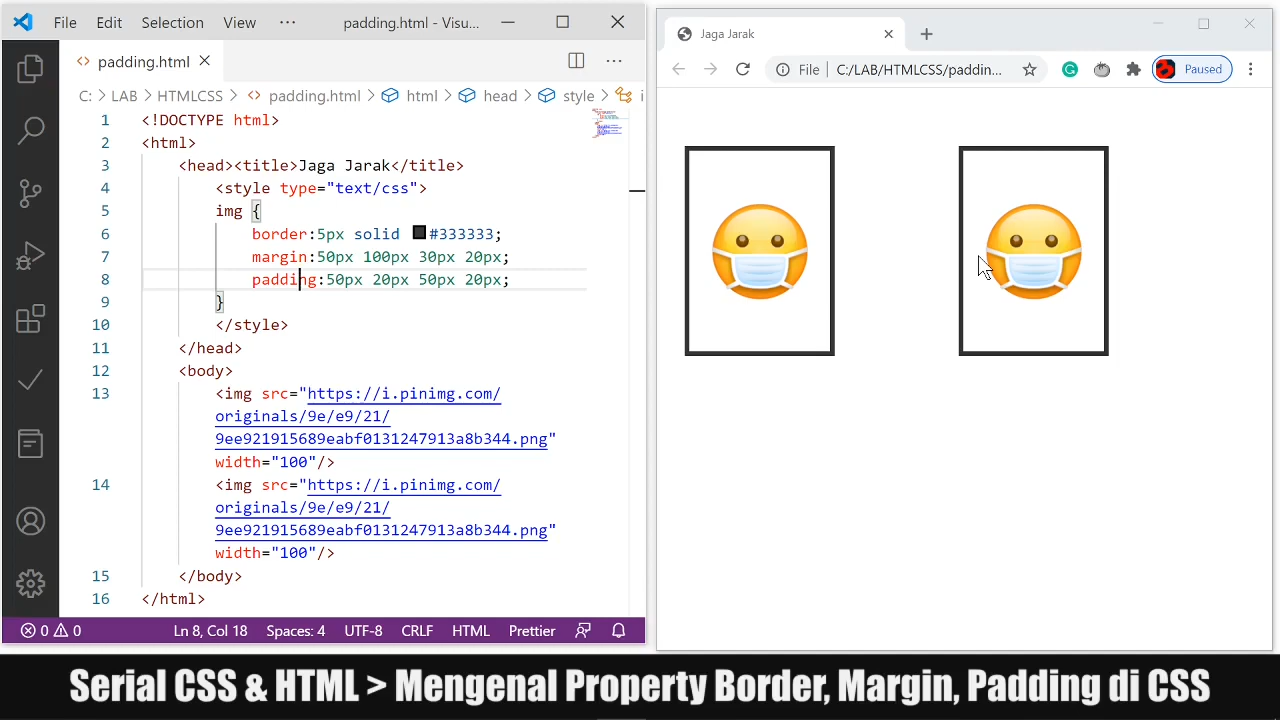 File Edit Selection View ··· padding.html - Visu...
padding.html
C: > LAB > HTMLCSS > padding.html > html > head > style > i
1 <!DOCTYPE html>
2 <html>
3 <head><title>Jaga Jarak</title>
4 <style type="text/css">
5 img {
6 border:5px solid #333333;
7 margin:50px 100px 30px 20px;
8 padding:50px 20px 50px 20px;
9 }
10 </style>
11 </head>
12 <body>
13 <img src="https://i.pinimg.com/
originals/9e/e9/21/
9ee921915689eabf0131247913a8b344.png"
width="100"/>
14 <img src="https://i.pinimg.com/
originals/9e/e9/21/
9ee921915689eabf0131247913a8b344.png"
width="100"/>
15 </body>
16 </html>
0 0 Ln 8, Col 18 Spaces: 4 UTF-8 CRLF HTML Prettier
Jaga Jarak
File C:/LAB/HTMLCSS/paddin... Paused
Serial CSS & HTML > Mengenal Property Border, Margin, Padding di CSS